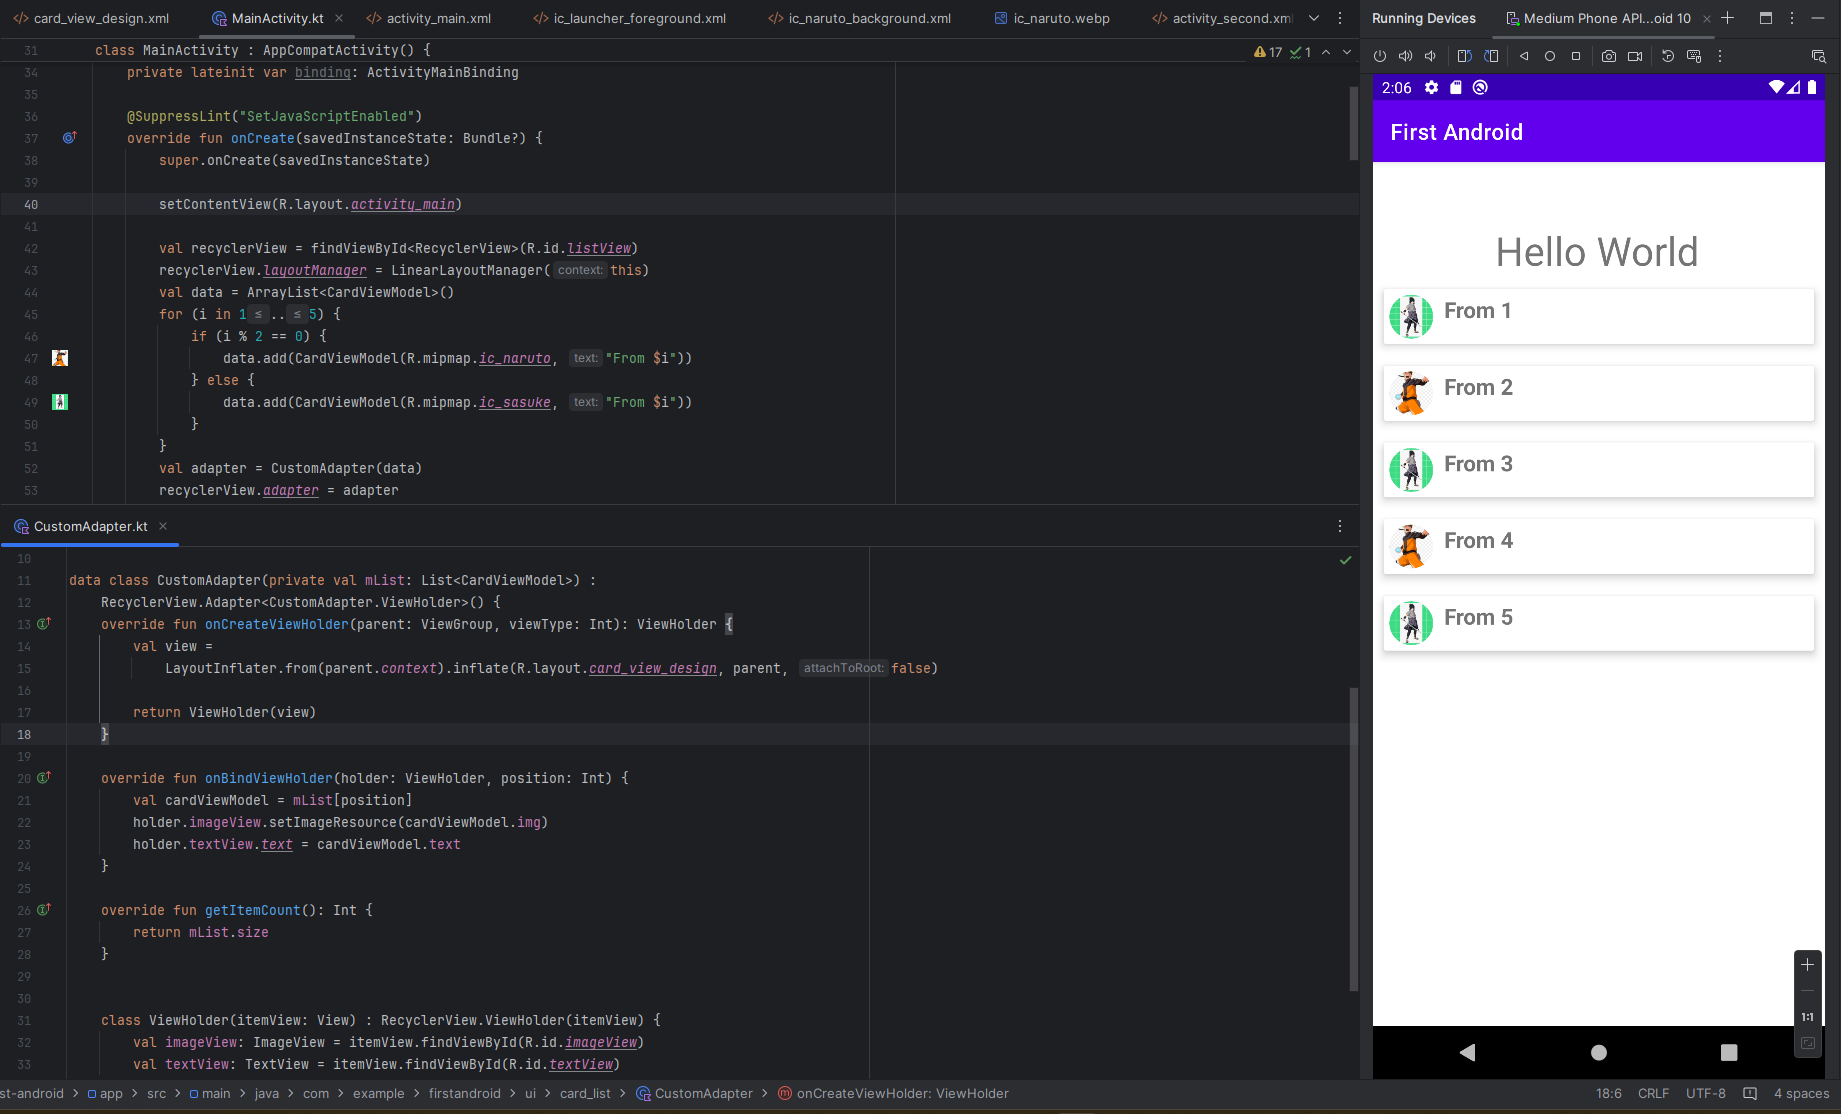 card_view_design.xml
MainActivity.kt
activity_main.xml
ic_launcher_foreground.xml
ic_naruto_background.xml
ic_naruto.webp
activity_second.xml
31 class MainActivity : AppCompatActivity() {
17 1
34 private lateinit var binding: ActivityMainBinding
35
36 @SuppressLint("SetJavaScriptEnabled")
37 override fun onCreate(savedInstanceState: Bundle?) {
38 super.onCreate(savedInstanceState)
39
40 setContentView(R.layout.activity_main)
41
42 val recyclerView = findViewById<RecyclerView>(R.id.listView)
43 recyclerView.layoutManager = LinearLayoutManager( context: this)
44 val data = ArrayList<CardViewModel>()
45 for (i in 1 ≤ .. ≤ 5) {
46 if (i % 2 == 0) {
47 data.add(CardViewModel(R.mipmap.ic_naruto, text: "From $i"))
48 } else {
49 data.add(CardViewModel(R.mipmap.ic_sasuke, text: "From $i"))
50 }
51 }
52 val adapter = CustomAdapter(data)
53 recyclerView.adapter = adapter
CustomAdapter.kt
10
11 data class CustomAdapter(private val mList: List<CardViewModel>) :
12 RecyclerView.Adapter<CustomAdapter.ViewHolder>() {
13 override fun onCreateViewHolder(parent: ViewGroup, viewType: Int): ViewHolder {
14 val view =
15 LayoutInflater.from(parent.context).inflate(R.layout.card_view_design, parent, attachToRoot: false)
16
17 return ViewHolder(view)
18 }
19
20 override fun onBindViewHolder(holder: ViewHolder, position: Int) {
21 val cardViewModel = mList[position]
22 holder.imageView.setImageResource(cardViewModel.img)
23 holder.textView.text = cardViewModel.text
24 }
25
26 override fun getItemCount(): Int {
27 return mList.size
28 }
29
30
31 class ViewHolder(itemView: View) : RecyclerView.ViewHolder(itemView) {
32 val imageView: ImageView = itemView.findViewById(R.id.imageView)
33 val textView: TextView = itemView.findViewById(R.id.textView)
Running Devices
Medium Phone API...oid 10
2:06
First Android
Hello World
From 1
From 2
From 3
From 4
From 5
1:1
st-android > app > src > main > java > com > example > firstandroid > ui > card_list > CustomAdapter > onCreateViewHolder: ViewHolder
18:6 CRLF UTF-8 4 spaces